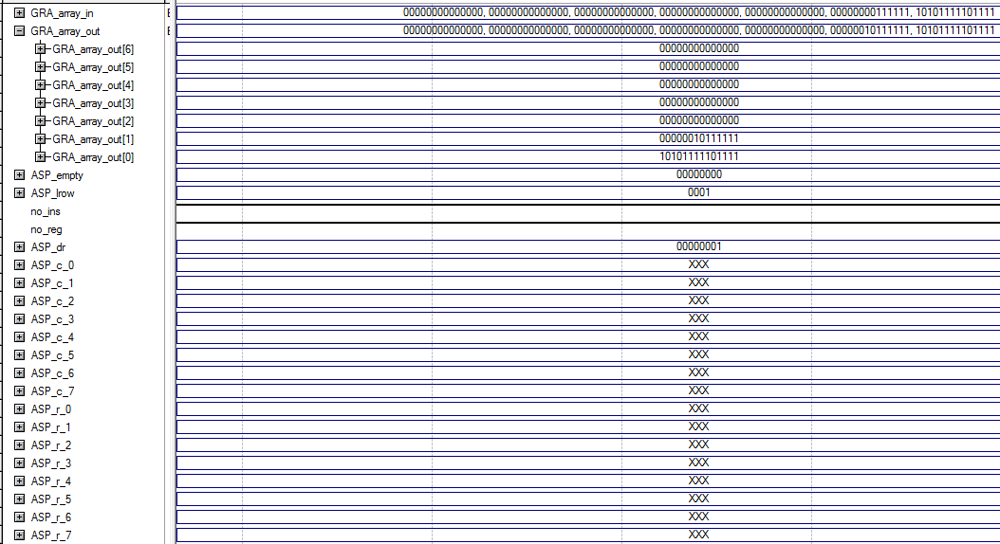 GRA_array_in 00000000000000, 00000000000000, 00000000000000, 00000000000000, 00000000000000, 00000000111111, 10101111101111
GRA_array_out 00000000000000, 00000000000000, 00000000000000, 00000000000000, 00000000000000, 00000010111111, 10101111101111
GRA_array_out[6] 00000000000000
GRA_array_out[5] 00000000000000
GRA_array_out[4] 00000000000000
GRA_array_out[3] 00000000000000
GRA_array_out[2] 00000000000000
GRA_array_out[1] 00000010111111
GRA_array_out[0] 10101111101111
ASP_empty 00000000
ASP_lrow 0001
no_ins
no_reg
ASP_dr 00000001
ASP_c_0 XXX
ASP_c_1 XXX
ASP_c_2 XXX
ASP_c_3 XXX
ASP_c_4 XXX
ASP_c_5 XXX
ASP_c_6 XXX
ASP_c_7 XXX
ASP_r_0 XXX
ASP_r_1 XXX
ASP_r_2 XXX
ASP_r_3 XXX
ASP_r_4 XXX
ASP_r_5 XXX
ASP_r_6 XXX
ASP_r_7 XXX